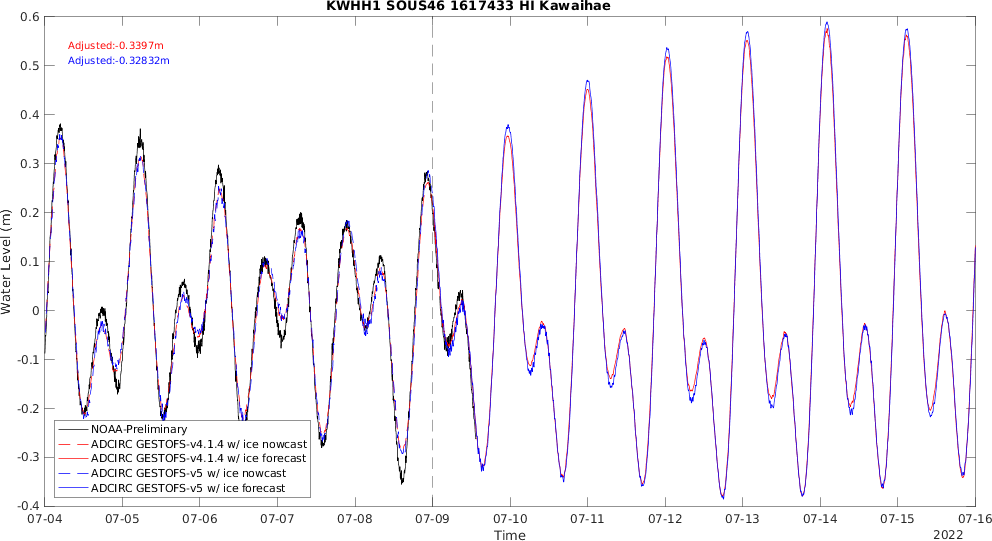 KWHH1 SOUS46 1617433 HI Kawaihae
Adjusted:-0.3397m
Adjusted:-0.32832m
0.6
0.5
0.4
0.3
0.2
0.1
0
-0.1
-0.2
-0.3
-0.4
Water Level (m)
NOAA-Preliminary
ADCIRC GESTOFS-v4.1.4 w/ ice nowcast
ADCIRC GESTOFS-v4.1.4 w/ ice forecast
ADCIRC GESTOFS-v5 w/ ice nowcast
ADCIRC GESTOFS-v5 w/ ice forecast
07-04 07-05 07-06 07-07 07-08 07-09 07-10 07-11 07-12 07-13 07-14 07-15 07-16
Time
2022